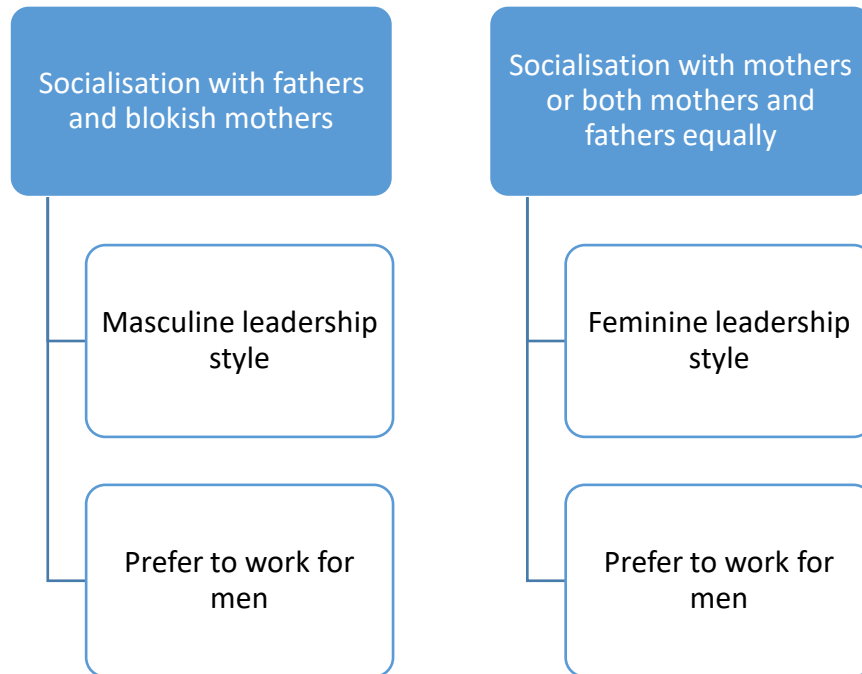 Socialisation with fathers
and blokish mothers
Masculine leadership
style
Prefer to work for
men
Socialisation with mothers
or both mothers and
fathers equally
Feminine leadership
style
Prefer to work for
men